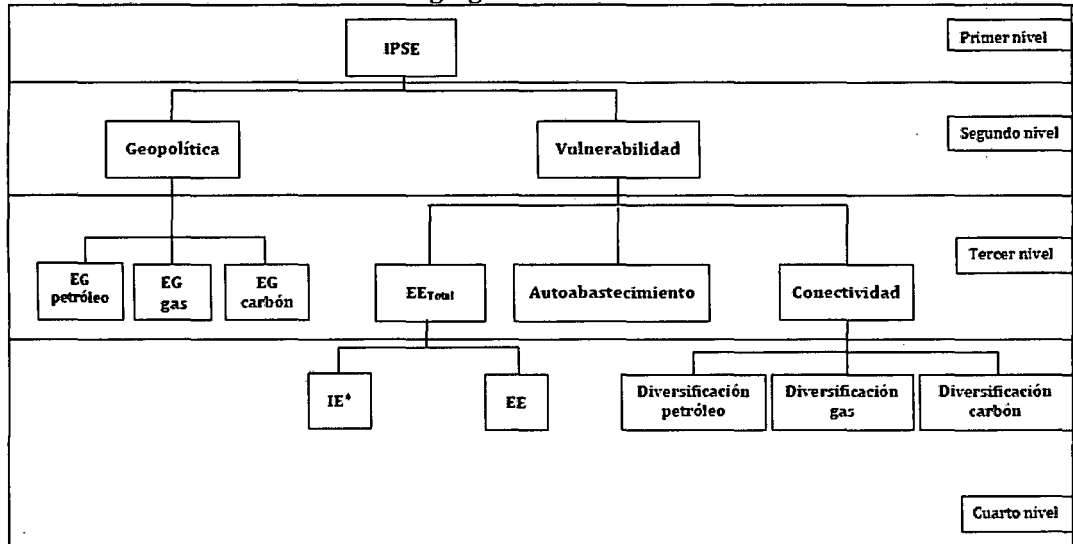 IPSE
Primer nivel
Geopolítica
Vulnerabilidad
Segundo nivel
EG
petróleo
EG
gas
EG
carbón
EE_Total
Autoabastecimiento
Conectividad
Tercer nivel
IE*
EE
Diversificación
petróleo
Diversificación
gas
Diversificación
carbón
Cuarto nivel